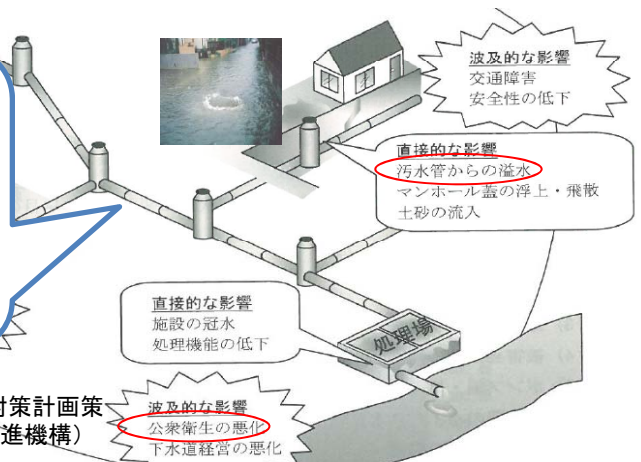 波及的な影響
交通障害
安全性の低下
直接的な影響
汚水管からの溢水
マンホール蓋の浮上・飛散
土砂の流入
直接的な影響
施設の冠水
処理機能の低下
処理場
対策計画策
進機構）
波及的な影響
公衆衛生の悪化
下水道経営の悪化